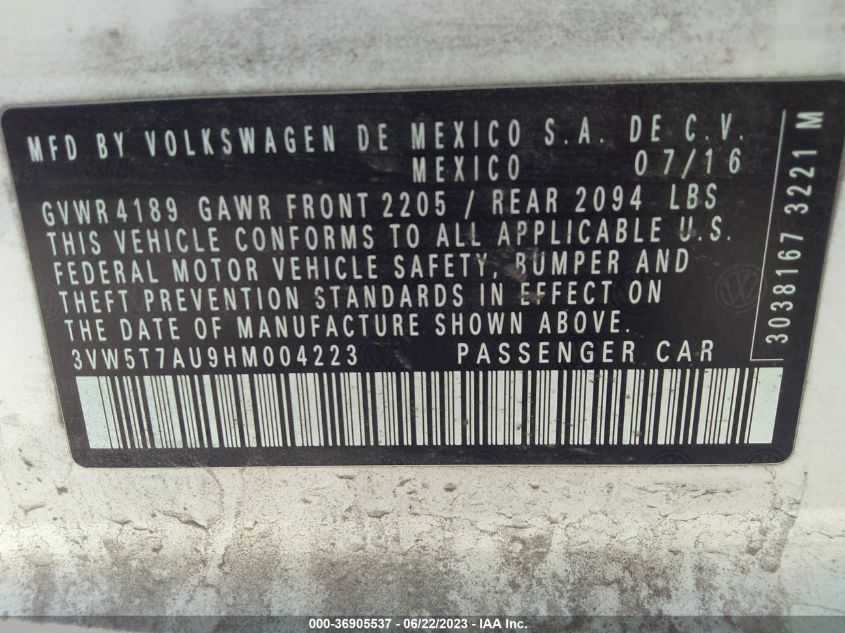 MFD BY VOLKSWAGEN DE MEXICO S.A. DE C.V.
MEXICO 07/16
GVWR 4189 GAWR FRONT 2205 / REAR 2094 LBS
THIS VEHICLE CONFORMS TO ALL APPLICABLE U.S.
FEDERAL MOTOR VEHICLE SAFETY, BUMPER AND
THEFT PREVENTION STANDARDS IN EFFECT ON
THE DATE OF MANUFACTURE SHOWN ABOVE.
3VW5T7AU9HM004223 PASSENGER CAR
3038167 3221 M
000-36905537 - 06/22/2023 - IAA Inc.